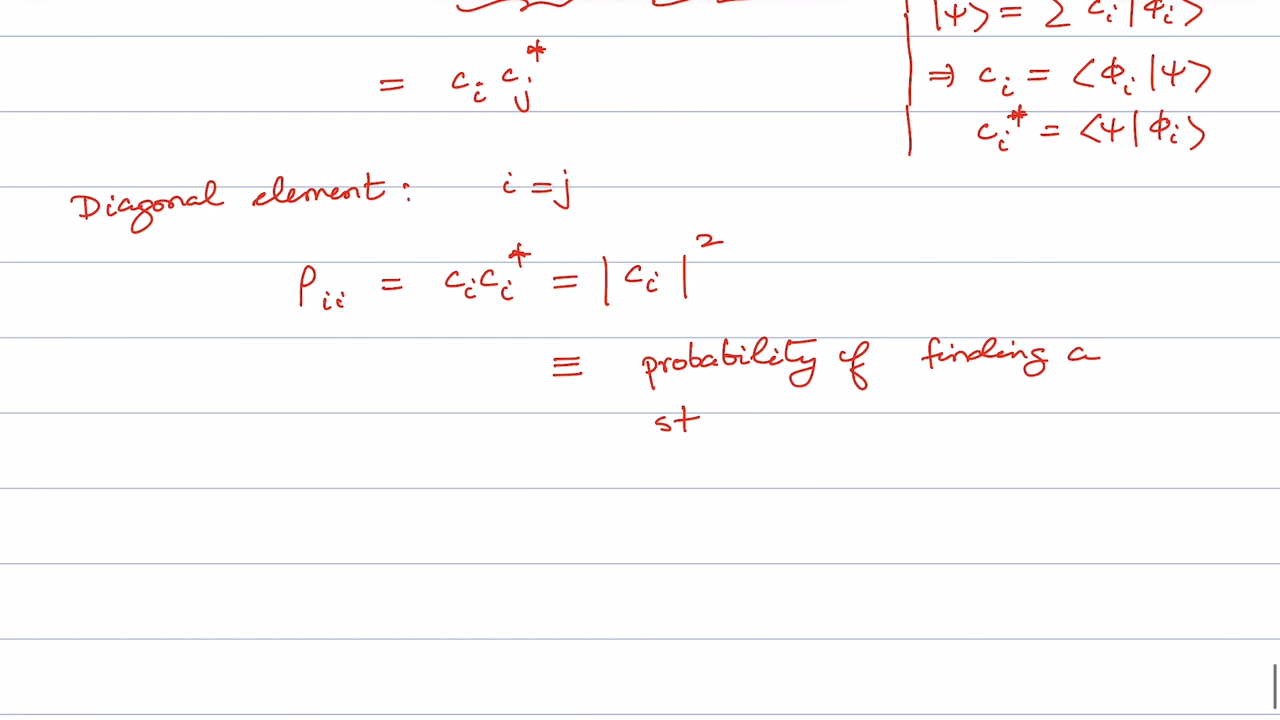 |Ψ⟩ = Σ cᵢ |ϕᵢ⟩
= cᵢ cⱼ*
⇒ cᵢ = ⟨ϕᵢ|Ψ⟩
cᵢ* = ⟨Ψ|ϕᵢ⟩
Diagonal element: i = j
ρᵢᵢ = cᵢcᵢ* = |cᵢ|²
≡ probability of finding a
st